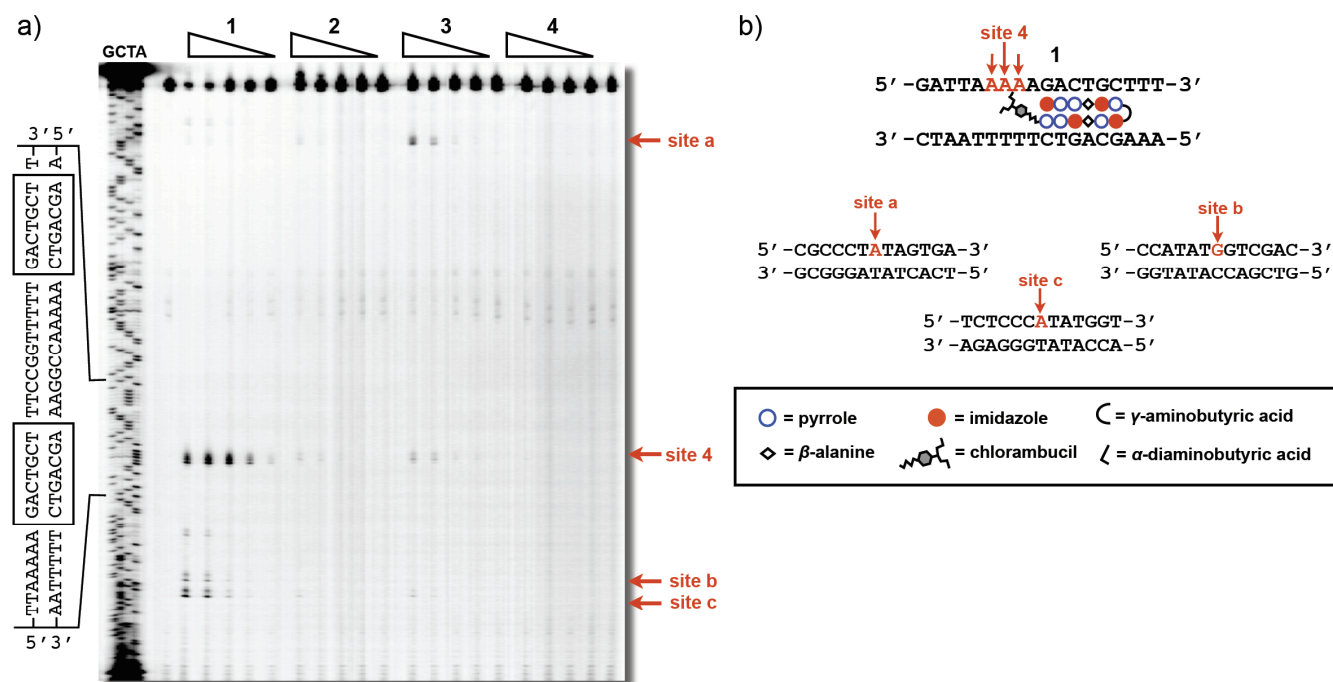 a)
1 2 3 4
GCTA
3' 5'
T- A-
GACTGCT
CTGACGA
TTCCGGTTTTT
AAGGCCAAAAA
GACTGCT
CTGACGA
-TTAAAAA
-AATTTTT
5' 3'
site a
site 4
site b
site c
b)
site 4
1
5′-GATTAAAAAGACTGCTTT-3′
3′-CTAATTTTTCTGACGAAA-5′
site a
5′-CGCCCTATAGTGA-3′
3′-GCGGGATATCACT-5′
site b
5′-CCATATGGTCGAC-3′
3′-GGTATACCAGCTG-5′
site c
5′-TCTCCCATATGGT-3′
3′-AGAGGGTATACCA-5′
= pyrrole
= imidazole
= γ-aminobutyric acid
= β-alanine
= chlorambucil
= α-diaminobutyric acid